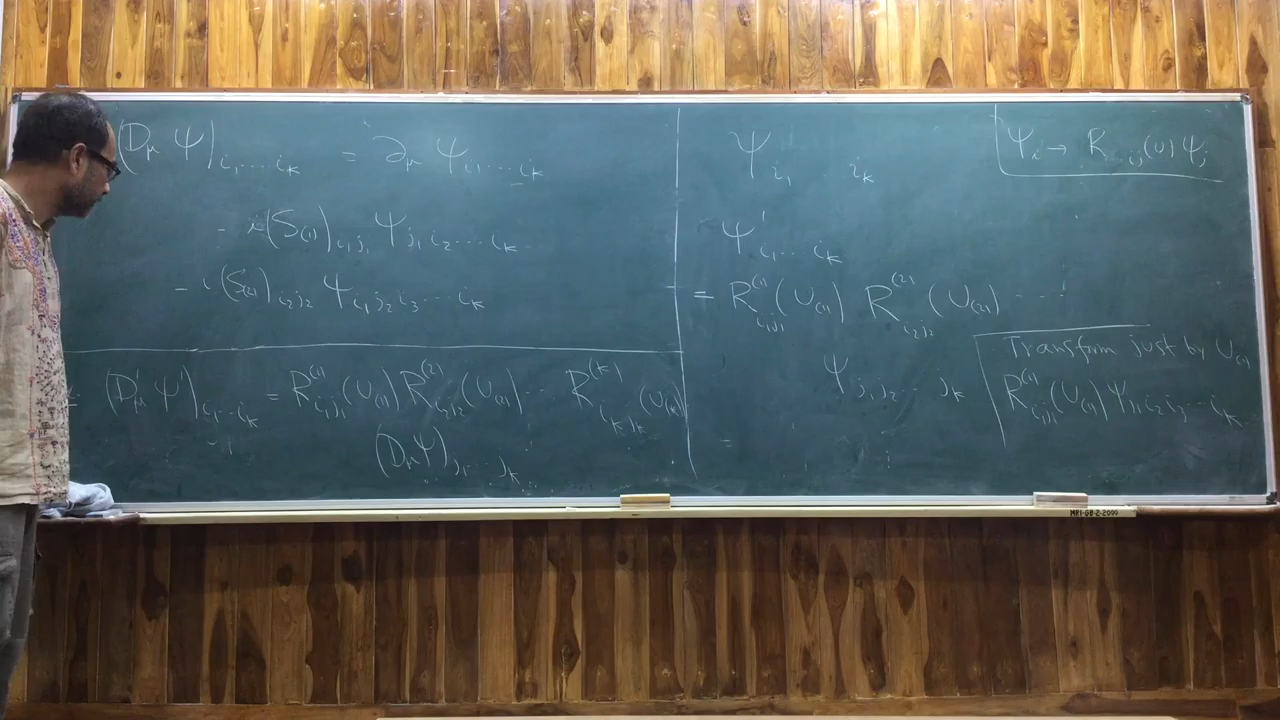 (D_μ Ψ)_{i_1....i_k} = ∂_μ Ψ_{i_1...i_k}
- i(S_{(1)})_{i_1 j_1} Ψ_{j_1 i_2....i_k}
- i(S_{(2)})_{i_2 j_2} Ψ_{i_1 j_2 i_3....i_k}
(D'_μ Ψ')_{i_1...i_k} = R^{(1)}_{i_1 j_1}(U_{(1)}) R^{(2)}_{i_2 j_2}(U_{(2)}) ... R^{(k)}_{i_k j_k}(U_{(k)})
(D_μ Ψ)_{j_1....j_k}
Ψ_{i_1 i_k}
Ψ_i → R_{ij}(U) Ψ_j
Ψ'_{i_1...i_k}
= R^{(1)}_{i_1 j_1}(U_{(1)}) R^{(2)}_{i_2 j_2}(U_{(2)}) ....
Ψ_{j_1 j_2...j_k}
=
Transform just by U_{(1)}
R^{(1)}_{i_1 j_1}(U_{(1)}) Ψ_{j_1 i_2 i_3...i_k}
MRI-GB-2-2000